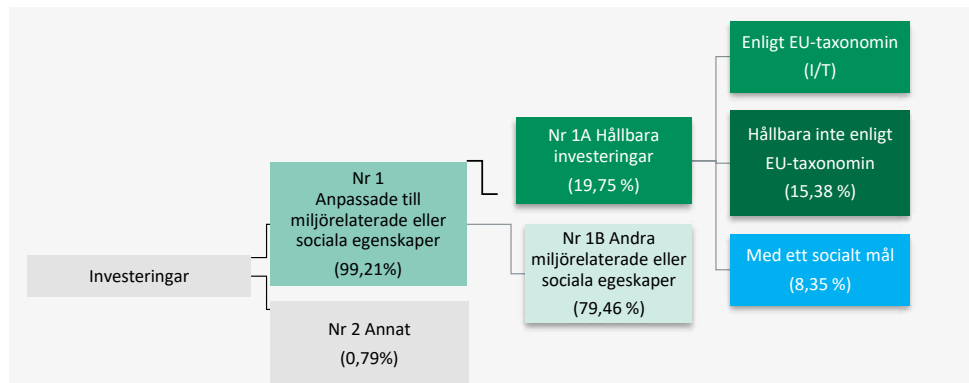 Investeringar
Nr 1
Anpassade till
miljörelaterade eller
sociala egenskaper
(99,21%)
Nr 2 Annat
(0,79%)
Nr 1A Hållbara
investeringar
(19,75 %)
Nr 1B Andra
miljörelaterade eller
sociala egeskaper
(79,46 %)
Enligt EU-taxonomin
(I/T)
Hållbara inte enligt
EU-taxonomin
(15,38 %)
Med ett socialt mål
(8,35 %)